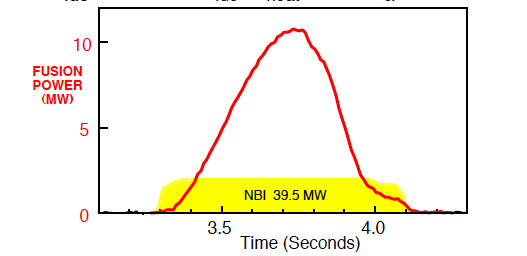 10
FUSION
POWER
(MW)
5
NBI 39.5 MW
0
3.5 4.0
Time (Seconds)